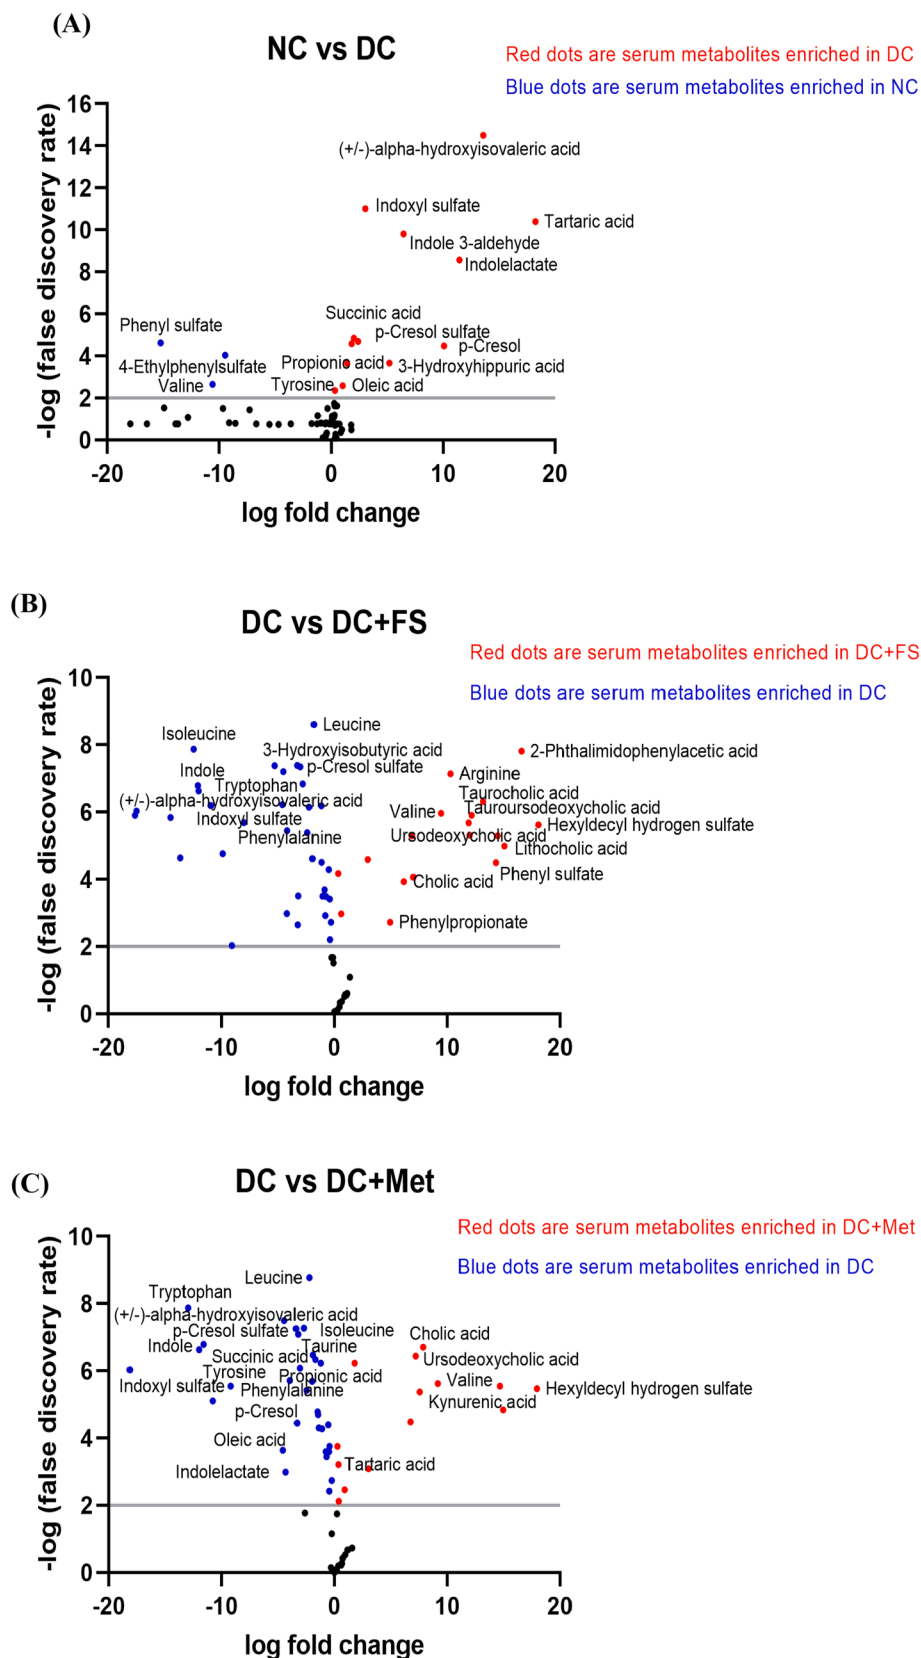 (A)
NC vs DC
Red dots are serum metabolites enriched in DC
Blue dots are serum metabolites enriched in NC
-log (false discovery rate)
16
14
12
10
8
6
4
2
0
(+/-)-alpha-hydroxyisovaleric acid
Indoxyl sulfate
Tartaric acid
Indole 3-aldehyde
Indolelactate
Succinic acid
Phenyl sulfate
p-Cresol sulfate
p-Cresol
4-Ethylphenylsulfate
Propionic acid
3-Hydroxyhippuric acid
Valine
Tyrosine
Oleic acid
-20
-10
0
10
20
log fold change
(B)
DC vs DC+FS
Red dots are serum metabolites enriched in DC+FS
Blue dots are serum metabolites enriched in DC
-log (false discovery rate)
10
8
6
4
2
0
Leucine
Isoleucine
3-Hydroxyisobutyric acid
2-Phthalimidophenylacetic acid
p-Cresol sulfate
Indole
Arginine
Tryptophan
Taurocholic acid
(+/-)-alpha-hydroxyisovaleric acid
Tauroursodeoxycholic acid
Valine
Indoxyl sulfate
Hexyldecyl hydrogen sulfate
Phenylalanine
Ursodeoxycholic acid
Lithocholic acid
Phenyl sulfate
Cholic acid
Phenylpropionate
-20
-10
0
10
20
log fold change
(C)
DC vs DC+Met
Red dots are serum metabolites enriched in DC+Met
Blue dots are serum metabolites enriched in DC
-log (false discovery rate)
10
8
6
4
2
0
Leucine
Tryptophan
(+/-)-alpha-hydroxyisovaleric acid
p-Cresol sulfate
Isoleucine
Cholic acid
Indole
Taurine
Succinic acid
Ursodeoxycholic acid
Tyrosine
Propionic acid
Valine
Indoxyl sulfate
Phenylalanine
Hexyldecyl hydrogen sulfate
Kynurenic acid
p-Cresol
Oleic acid
Tartaric acid
Indolelactate
-20
-10
0
10
20
log fold change